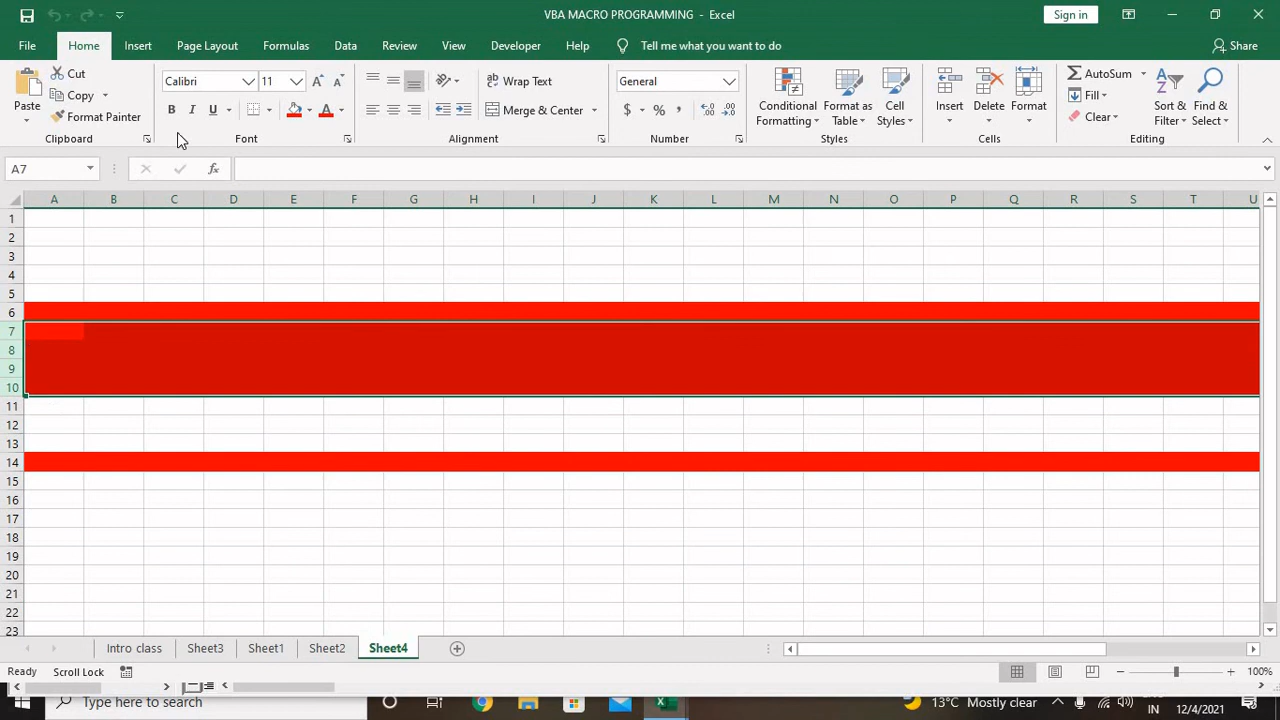 VBA MACRO PROGRAMMING - Excel
Sign in
File Home Insert Page Layout Formulas Data Review View Developer Help Tell me what you want to do Share
Paste
Cut
Copy
Format Painter
Clipboard
Calibri 11
B I U A
Font
Wrap Text
Merge & Center
Alignment
General
$ % ,
Number
Conditional Formatting
Format as Table
Cell Styles
Styles
Insert Delete Format
Cells
AutoSum
Fill
Clear
Sort & Filter
Find & Select
Editing
A7 fx
A B C D E F G H I J K L M N O P Q R S T U
1
2
3
4
5
6
7
8
9
10
11
12
13
14
15
16
17
18
19
20
21
22
23
Intro class Sheet3 Sheet1 Sheet2 Sheet4
Ready Scroll Lock 100%
Type here to search 13°C Mostly clear IN 12/4/2021